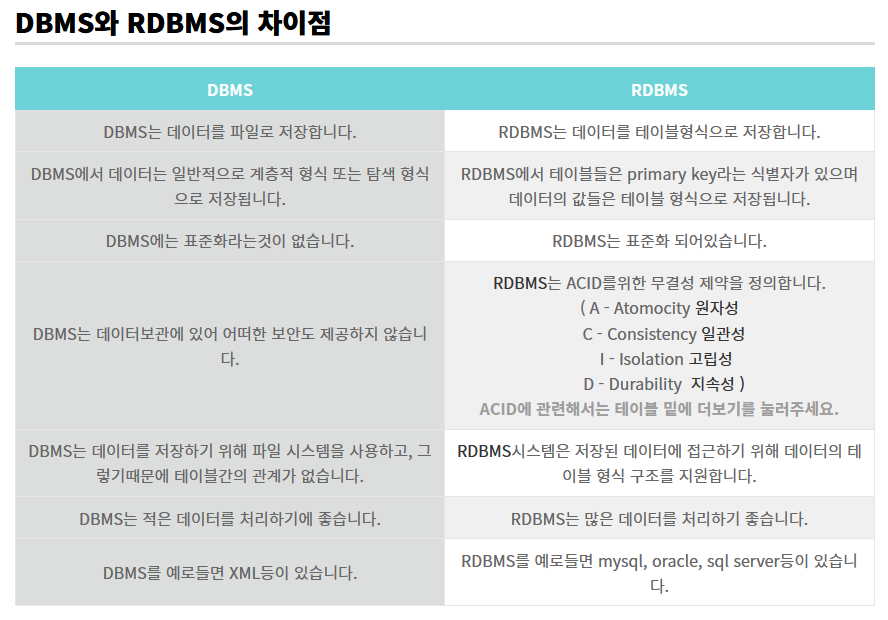 DBMS와 RDBMS의 차이점
DBMS
RDBMS
DBMS는 데이터를 파일로 저장합니다.
RDBMS는 데이터를 테이블형식으로 저장합니다.
DBMS에서 데이터는 일반적으로 계층적 형식 또는 탐색 형식
으로 저장됩니다.
RDBMS에서 테이블들은 primary key라는 식별자가 있으며
데이터의 값들은 테이블 형식으로 저장됩니다.
DBMS에는 표준화라는것이 없습니다.
RDBMS는 표준화 되어있습니다.
DBMS는 데이터보관에 있어 어떠한 보안도 제공하지 않습니
다.
RDBMS는 ACID를위한 무결성 제약을 정의합니다.
( A - Atomocity 원자성
C - Consistency 일관성
I - Isolation 고립성
D - Durability 지속성 )
ACID에 관련해서는 테이블 밑에 더보기를 눌러주세요.
DBMS는 데이터를 저장하기 위해 파일 시스템을 사용하고, 그
렇기때문에 테이블간의 관계가 없습니다.
RDBMS시스템은 저장된 데이터에 접근하기 위해 데이터의 테
이블 형식 구조를 지원합니다.
DBMS는 적은 데이터를 처리하기에 좋습니다.
RDBMS는 많은 데이터를 처리하기 좋습니다.
DBMS를 예로들면 XML등이 있습니다.
RDBMS를 예로들면 mysql, oracle, sql server등이 있습니
다.